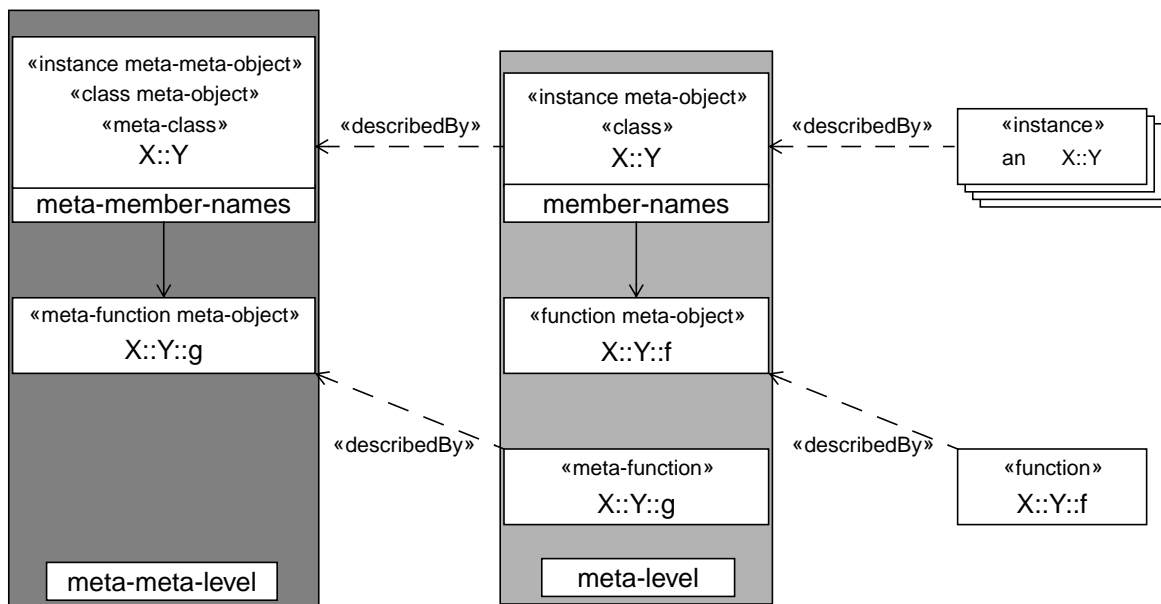 «instance meta-meta-object»
«class meta-object»
«meta-class»
X::Y
meta-member-names
«describedBy»
«instance meta-object»
«class»
X::Y
member-names
«describedBy»
«instance»
an X::Y
«meta-function meta-object»
X::Y::g
«function meta-object»
X::Y::f
«describedBy»
«meta-function»
X::Y::g
«describedBy»
«function»
X::Y::f
meta-meta-level
meta-level